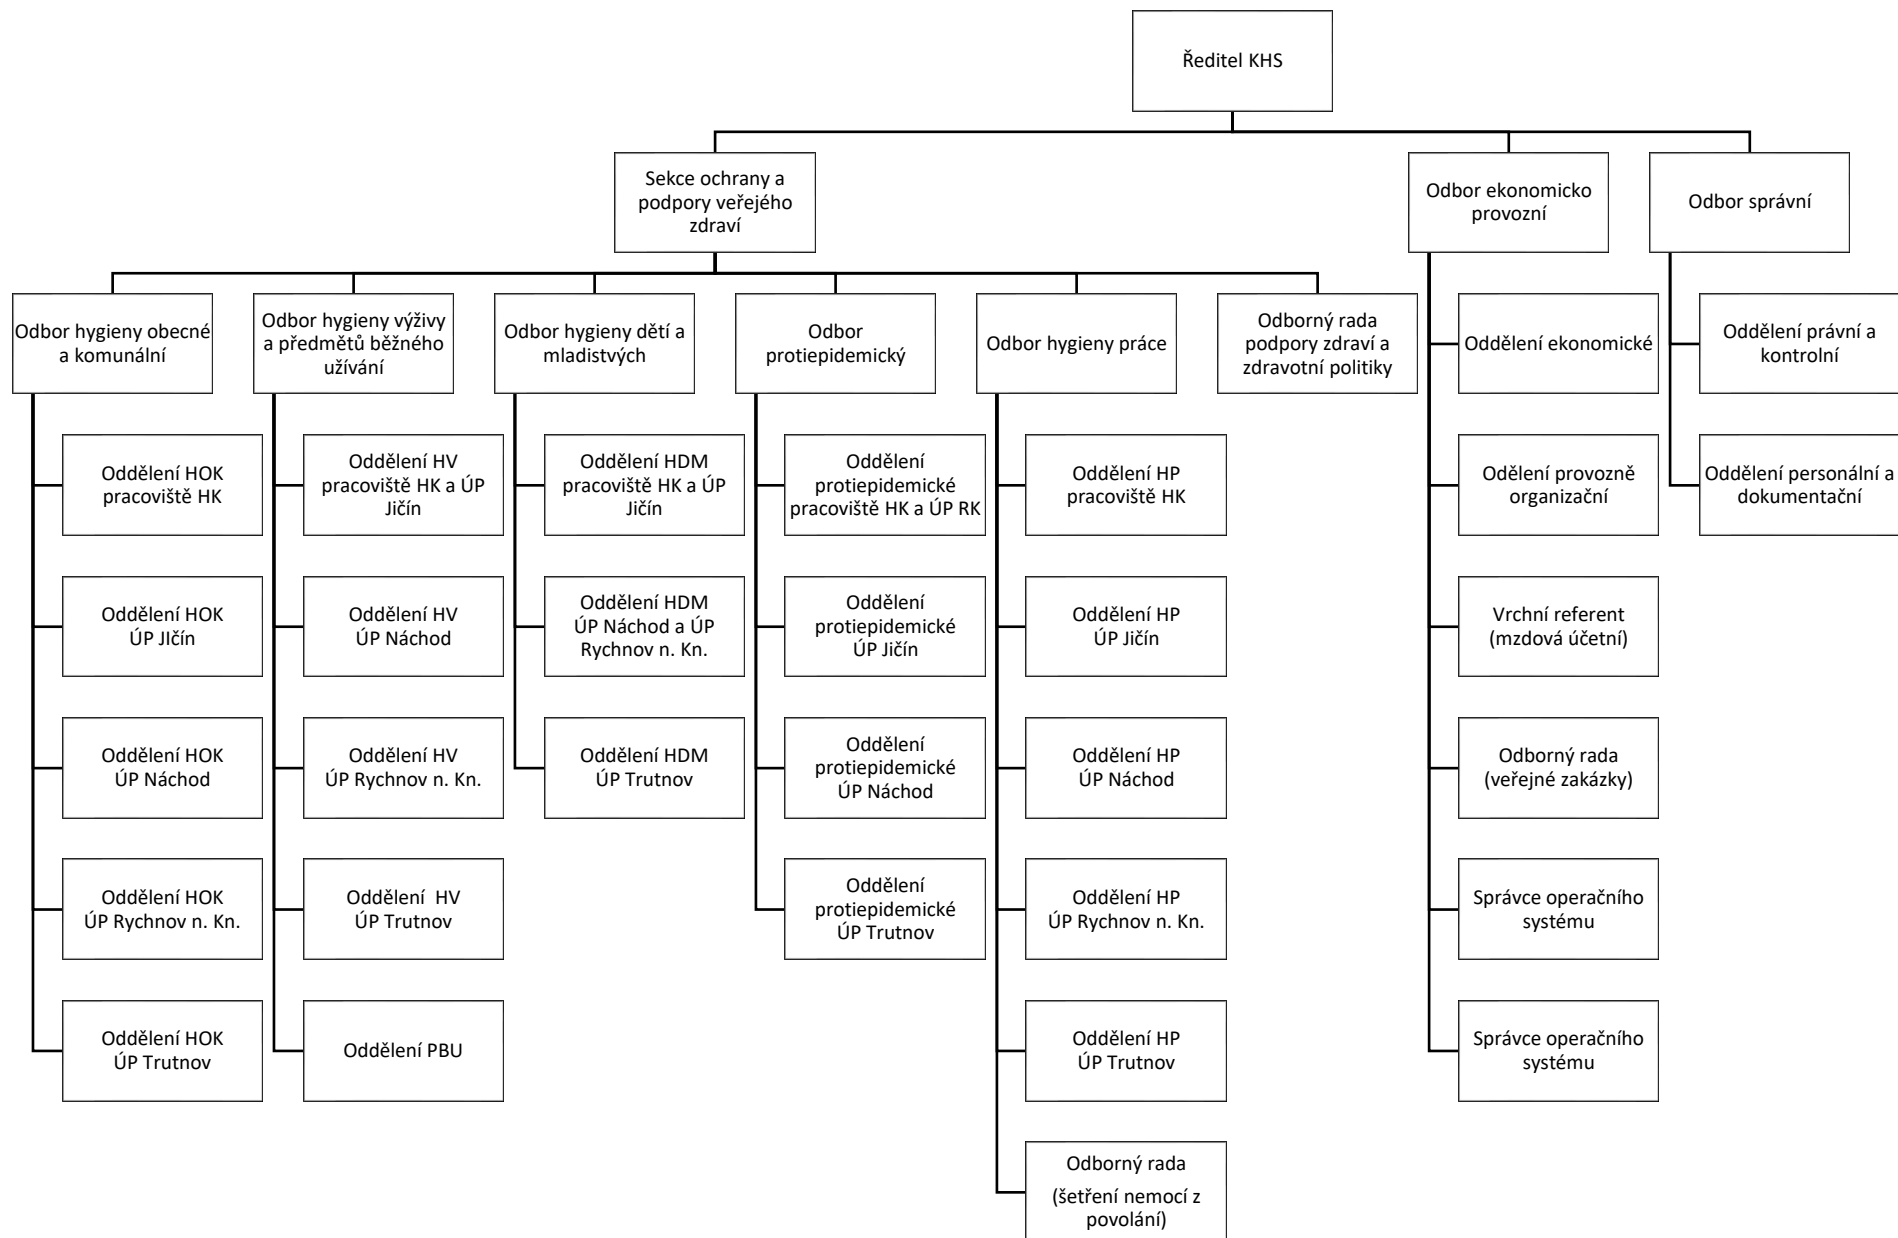 Ředitel KHS
Sekce ochrany a
podpory veřejého
zdraví
Odbor ekonomicko
provozní
Odbor správní
Odbor hygieny obecné
a komunální
Odbor hygieny výživy
a předmětů běžného
užívání
Odbor hygieny dětí a
mladistvých
Odbor
protiepidemický
Odbor hygieny práce
Odborný rada
podpory zdraví a
zdravotní politiky
Oddělení ekonomické
Oddělení právní a
kontrolní
Oddělení HOK
pracoviště HK
Oddělení HV
pracoviště HK a ÚP
Jičín
Oddělení HDM
pracoviště HK a ÚP
Jičín
Oddělení
protiepidemické
pracoviště HK a ÚP RK
Oddělení HP
pracoviště HK
Odělení provozně
organizační
Oddělení personální a
dokumentační
Oddělení HOK
ÚP JIčín
Oddělení HV
ÚP Náchod
Oddělení HDM
ÚP Náchod a ÚP
Rychnov n. Kn.
Oddělení
protiepidemické
ÚP Jičín
Oddělení HP
ÚP Jičín
Vrchní referent
(mzdová účetní)
Oddělení HOK
ÚP Náchod
Oddělení HV
ÚP Rychnov n. Kn.
Oddělení HDM
ÚP Trutnov
Oddělení
protiepidemické
ÚP Náchod
Oddělení HP
ÚP Náchod
Odborný rada
(veřejné zakázky)
Oddělení HOK
ÚP Rychnov n. Kn.
Oddělení  HV
ÚP Trutnov
Oddělení
protiepidemické
ÚP Trutnov
Oddělení HP
ÚP Rychnov n. Kn.
Správce operačního
systému
Oddělení HOK
ÚP Trutnov
Oddělení PBU
Oddělení HP
ÚP Trutnov
Správce operačního
systému
Odborný rada
(šetření nemocí z
povolání)